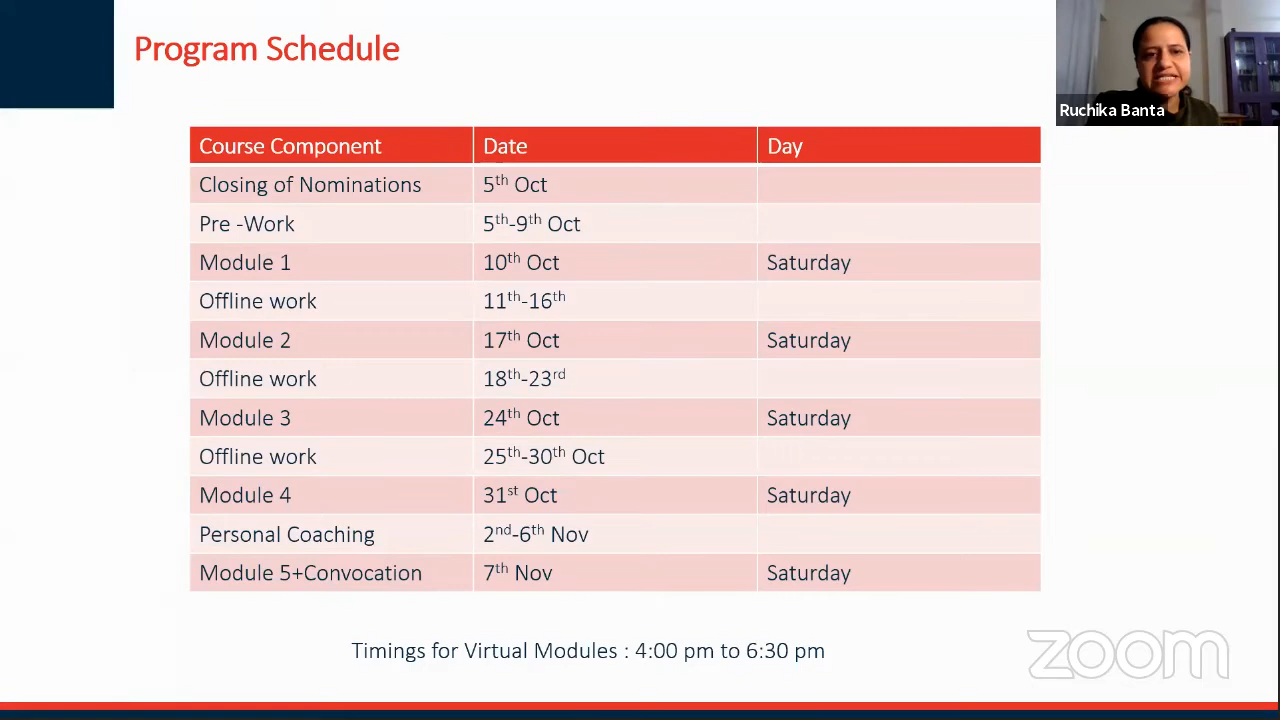 Program Schedule
Ruchika Banta
Course Component Date Day
Closing of Nominations 5th Oct
Pre -Work 5th-9th Oct
Module 1 10th Oct Saturday
Offline work 11th-16th
Module 2 17th Oct Saturday
Offline work 18th-23rd
Module 3 24th Oct Saturday
Offline work 25th-30th Oct
Module 4 31st Oct Saturday
Personal Coaching 2nd-6th Nov
Module 5+Convocation 7th Nov Saturday
Timings for Virtual Modules : 4:00 pm to 6:30 pm
zoom